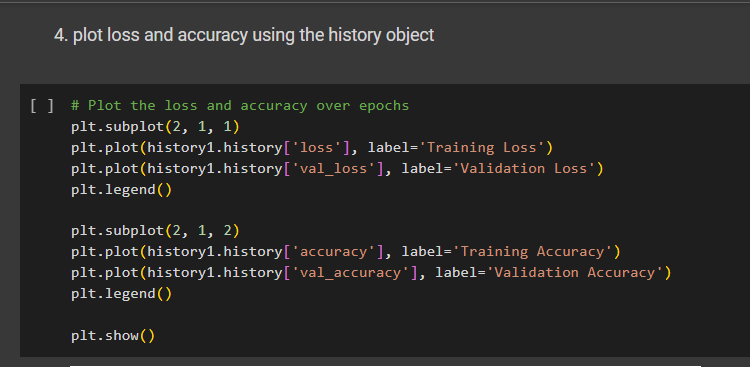 4. plot loss and accuracy using the history object
[ ] # Plot the loss and accuracy over epochs
plt.subplot(2, 1, 1)
plt.plot(history1.history['loss'], label='Training Loss')
plt.plot(history1.history['val_loss'], label='Validation Loss')
plt.legend()
plt.subplot(2, 1, 2)
plt.plot(history1.history['accuracy'], label='Training Accuracy')
plt.plot(history1.history['val_accuracy'], label='Validation Accuracy')
plt.legend()
plt.show()